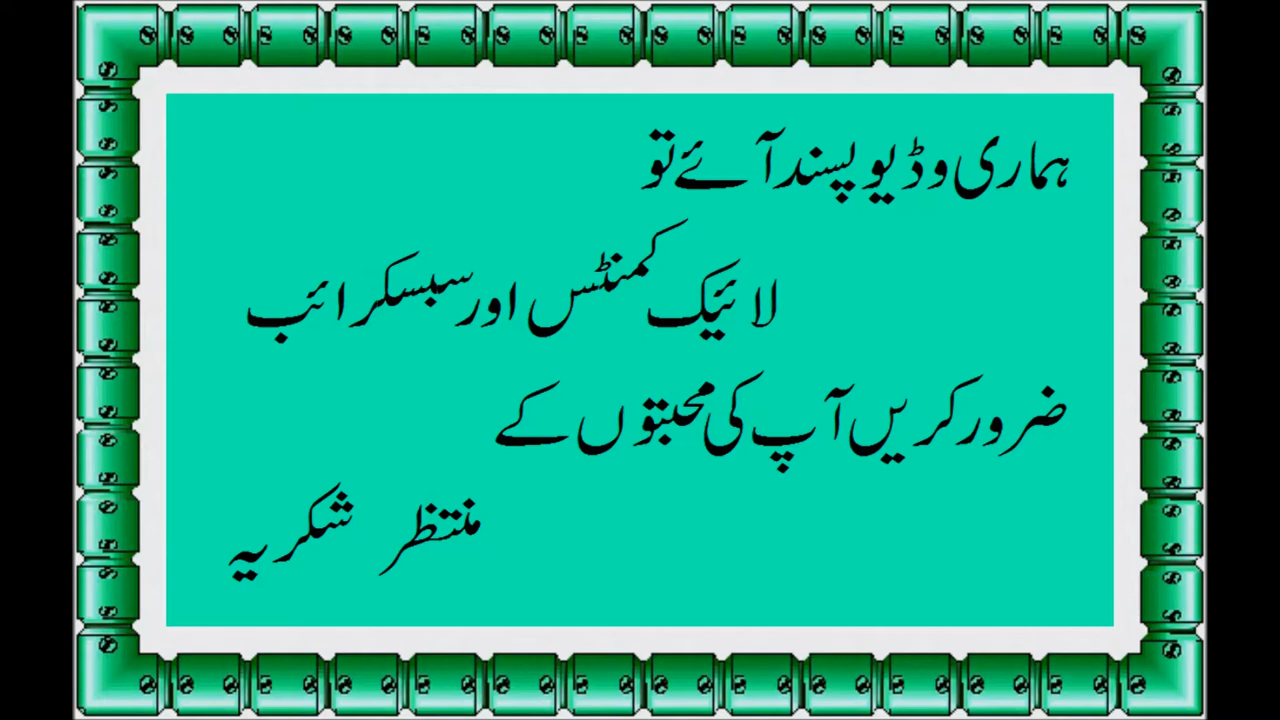 ہماری وڈیو پسند آئے تو
لائیک کمنٹس اور سبسکرائب
ضرور کریں آپ کی محبتوں کے
منتظر شکریہ